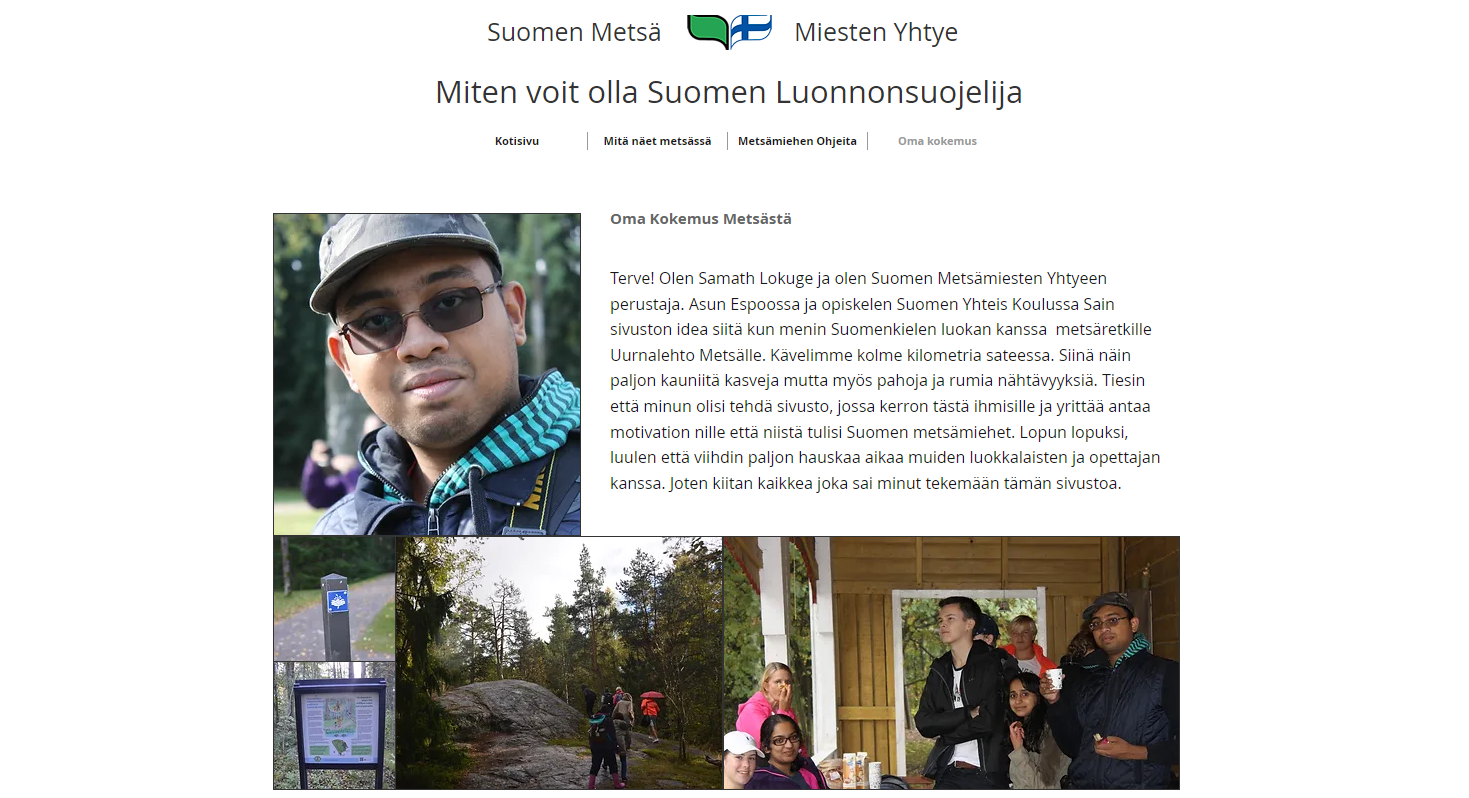 Suomen Metsä Miesten Yhtye
Miten voit olla Suomen Luonnonsuojelija
Kotisivu Mitä näet metsässä Metsämiehen Ohjeita Oma kokemus
Oma Kokemus Metsästä
Terve! Olen Samath Lokuge ja olen Suomen Metsämiesten Yhtyeen
perustaja. Asun Espoossa ja opiskelen Suomen Yhteis Koulussa Sain
sivuston idea siitä kun menin Suomenkielen luokan kanssa  metsäretkille
Uurnalehto Metsälle. Kävelimme kolme kilometria sateessa. Siinä näin
paljon kauniitä kasveja mutta myös pahoja ja rumia nähtävyyksiä. Tiesin
että minun olisi tehdä sivusto, jossa kerron tästä ihmisille ja yrittää antaa
motivation nille että niistä tulisi Suomen metsämiehet. Lopun lopuksi,
luulen että viihdin paljon hauskaa aikaa muiden luokkalaisten ja opettajan
kanssa. Joten kiitan kaikkea joka sai minut tekemään tämän sivustoa.